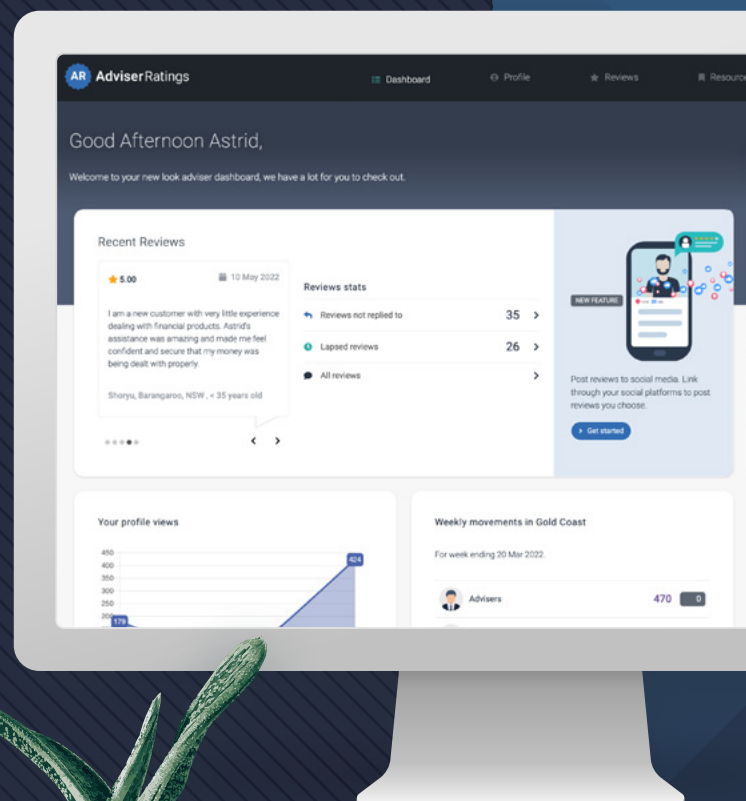 AR AdviserRatings
Dashboard
Profile
Reviews
Resource
Good Afternoon Astrid,
Welcome to your new look adviser dashboard, we have a lot for you to check out.
Recent Reviews
5.00
10 May 2022
I am a new customer with very little experience
dealing with financial products. Astrid's
assistance was amazing and made me feel
confident and secure that my money was
being dealt with properly.
Shoryu, Barangaroo, NSW , < 35 years old
Reviews stats
Reviews not replied to
35
Lapsed reviews
26
All reviews
NEW FEATURE
Post reviews to social media. Link
through your social platforms to post
reviews you choose.
Get started
Your profile views
450
400
350
300
250
200
179
424
Weekly movements in Gold Coast
For week ending 20 Mar 2022.
Advisers
470
0